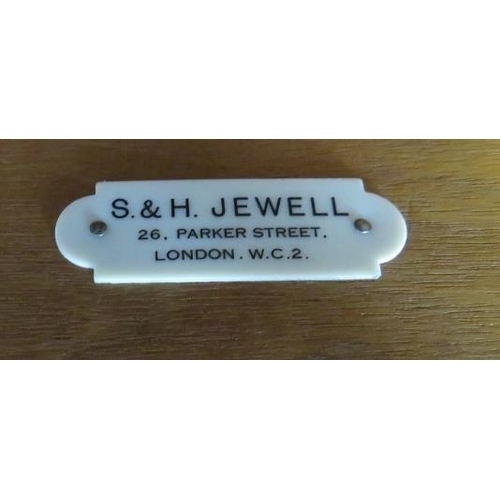 S. & H. JEWELL
26. PARKER STREET.
LONDON. W.C.2.